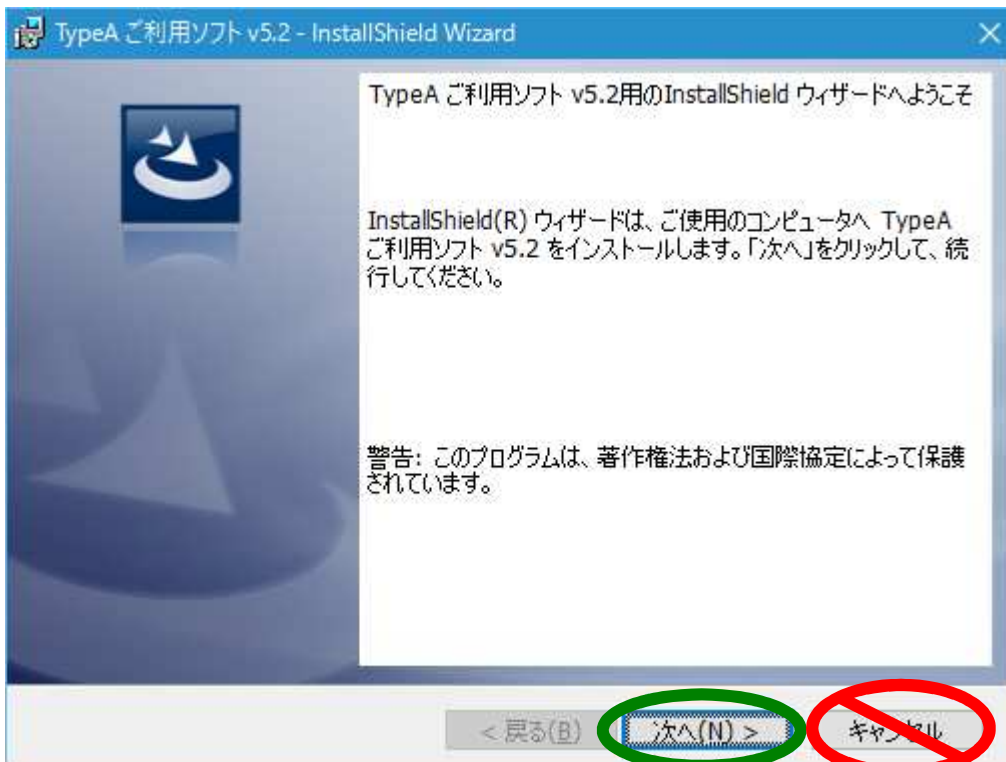 TypeA ご利用ソフト v5.2 - InstallShield Wizard
TypeA ご利用ソフト v5.2用のInstallShield ウィザードへようこそ
InstallShield(R) ウィザードは、ご使用のコンピュータへ TypeA
ご利用ソフト v5.2 をインストールします。「次へ」をクリックして、続
行してください。
警告: このプログラムは、著作権法および国際協定によって保護
されています。
< 戻る(B)
次へ(N) >
キャンセル